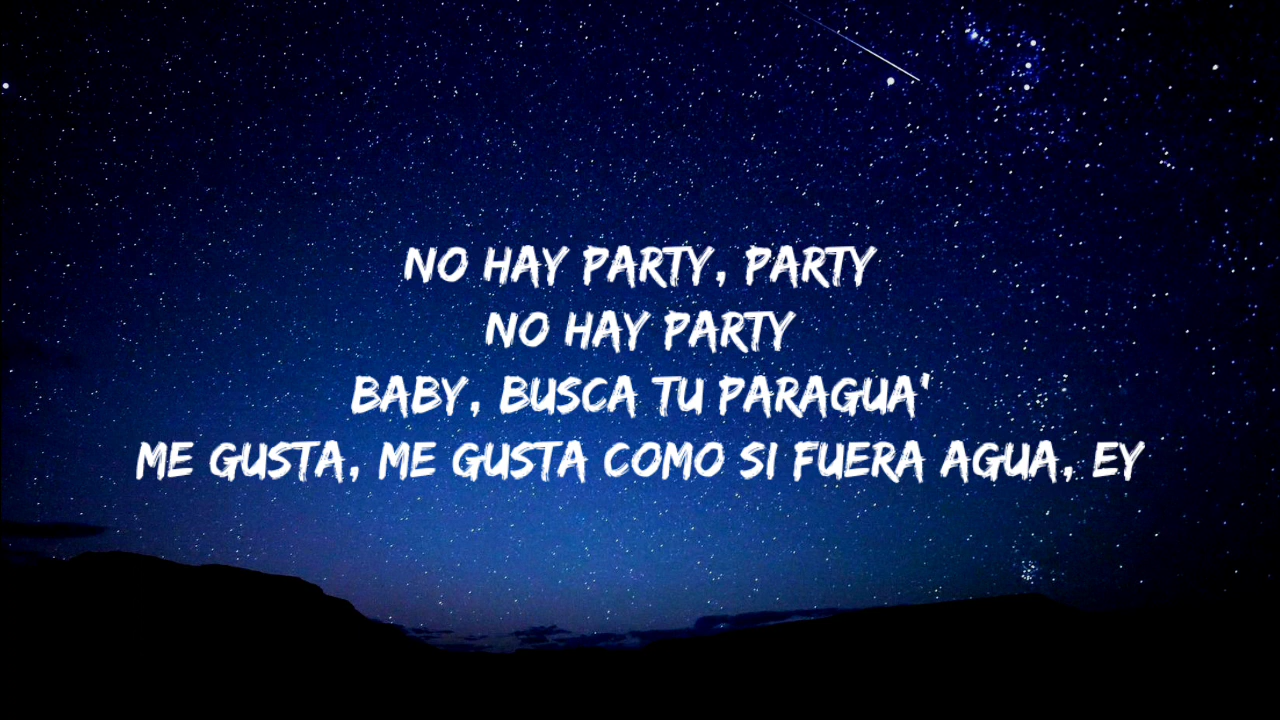 NO HAY PARTY, PARTY
NO HAY PARTY
BABY, BUSCA TU PARAGUA'
ME GUSTA, ME GUSTA COMO SI FUERA AGUA, EY